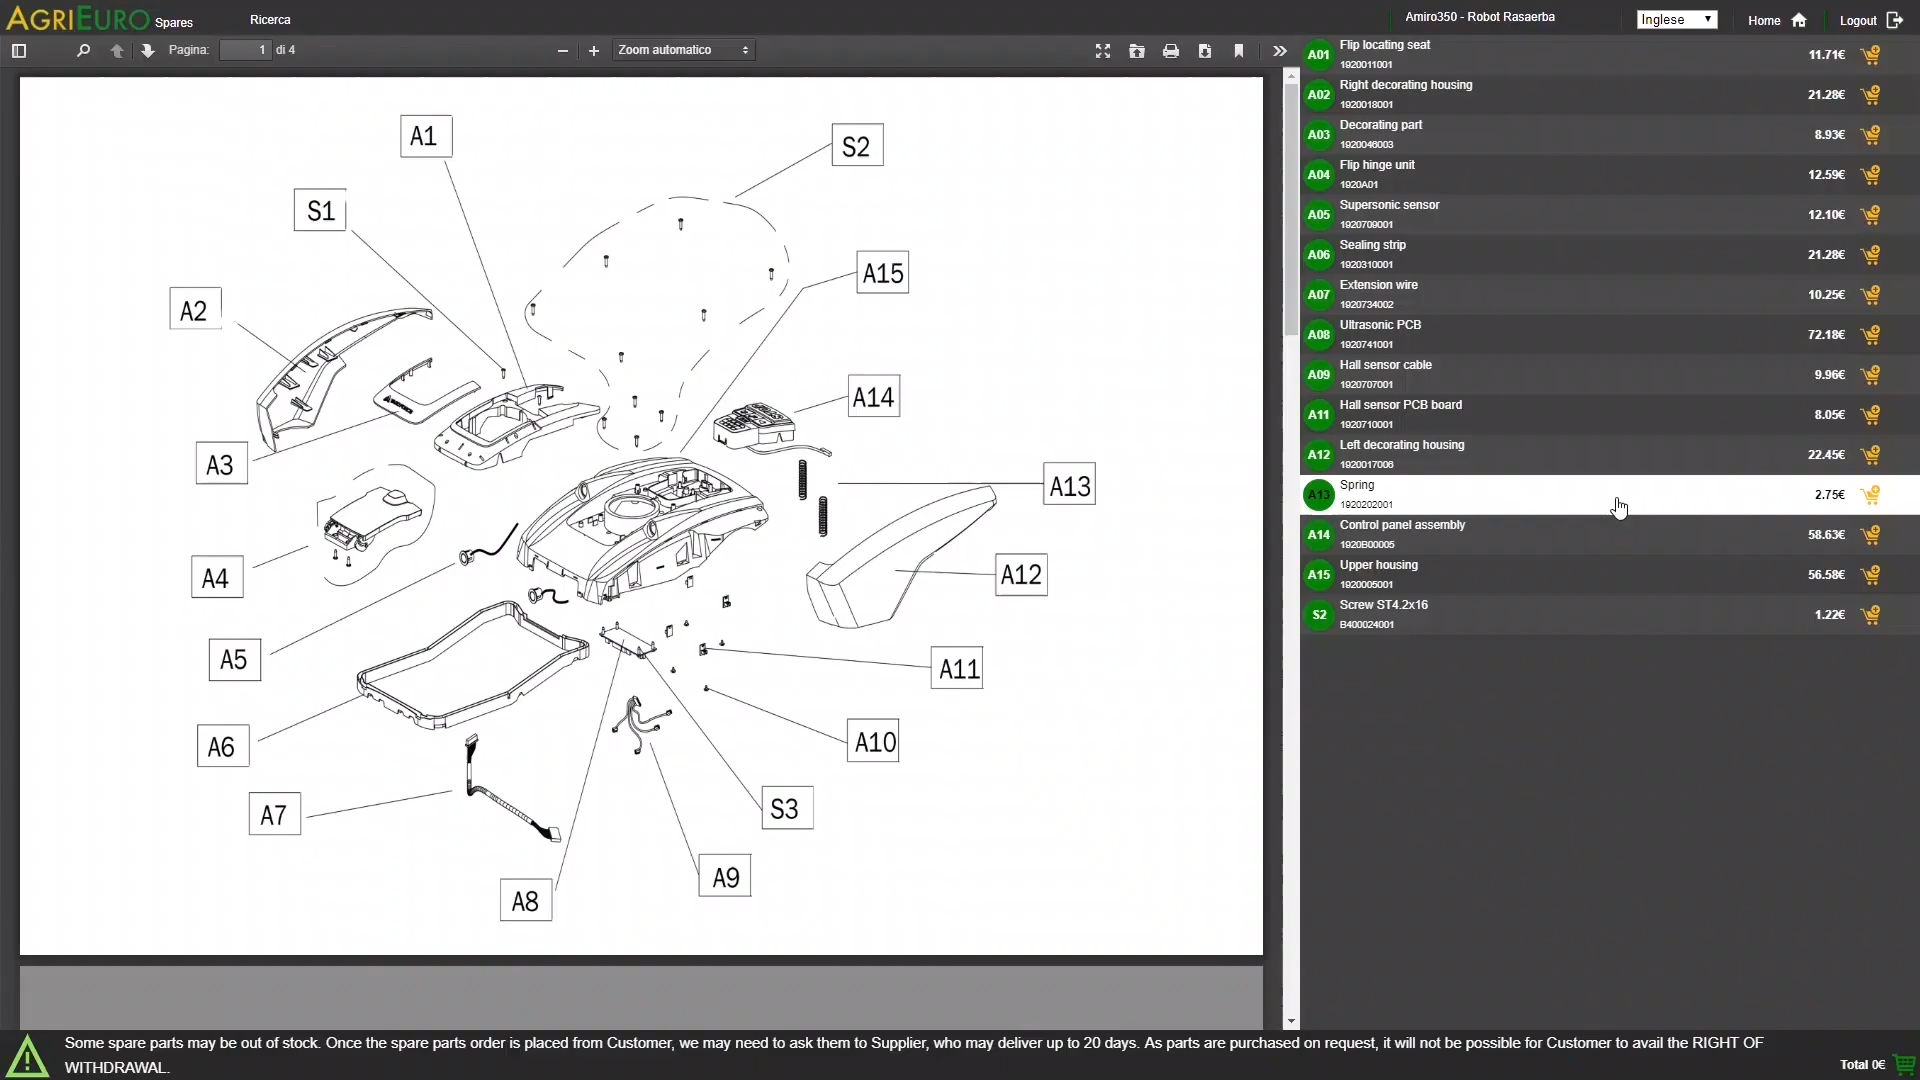 AGRIEURO Spares
Ricerca
Amiro350 - Robot Rasaerba
Inglese
Home
Logout
Pagina:
1
di 4
Zoom automatico
A1
S2
S1
A15
A2
A14
A3
A13
A4
A12
A5
A11
A6
A10
A7
S3
A9
A8
A01
Flip locating seat
1920011001
11.71€
A02
Right decorating housing
1920018001
21.28€
A03
Decorating part
1920046003
8.93€
A04
Flip hinge unit
1920A01
12.59€
A05
Supersonic sensor
1920709001
12.10€
A06
Sealing strip
1920310001
21.28€
A07
Extension wire
1920734002
10.25€
A08
Ultrasonic PCB
1920741001
72.18€
A09
Hall sensor cable
1920707001
9.96€
A11
Hall sensor PCB board
1920710001
8.05€
A12
Left decorating housing
1920017006
22.45€
A13
Spring
1920202001
2.75€
A14
Control panel assembly
1920B00005
58.63€
A15
Upper housing
1920005001
56.58€
S2
Screw ST4.2x16
B400024001
1.22€
Some spare parts may be out of stock. Once the spare parts order is placed from Customer, we may need to ask them to Supplier, who may deliver up to 20 days. As parts are purchased on request, it will not be possible for Customer to avail the RIGHT OF
WITHDRAWAL.
Total 0€